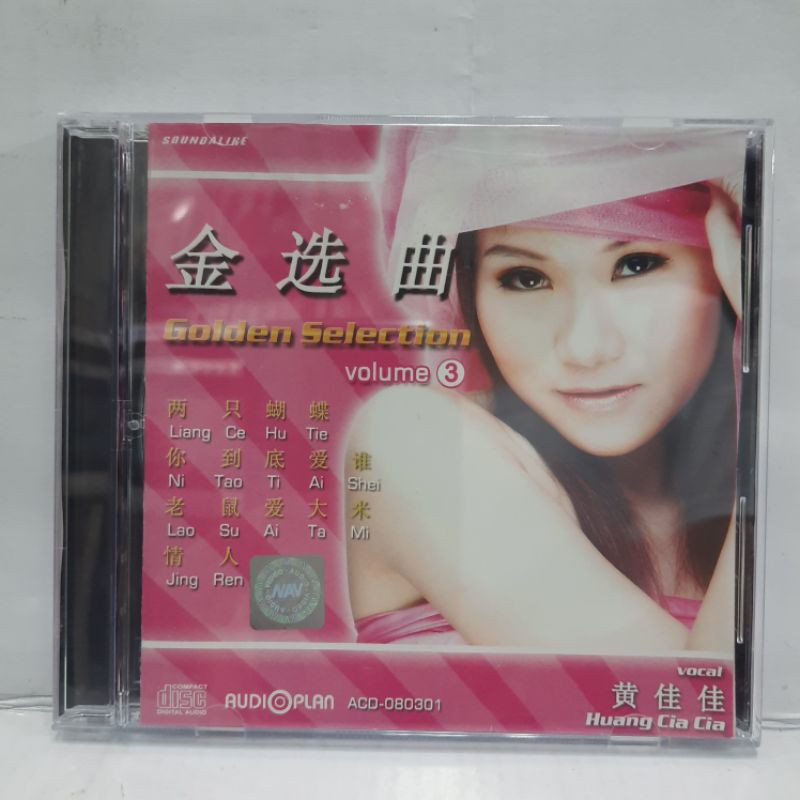 SOUNDALIKE
金选曲
Golden Selection
volume 3
两只蝴蝶
Liang Ce Hu Tie
你到底爱谁
Ni Tao Ti Ai Shei
老鼠爱大米
Lao Su Ai Ta Mi
情人
Jing Ren
NAV
vocal
黄佳佳
Huang Cia Cia
COMPACT
disc
DIGITAL AUDIO
AUDIOPLAN
ACD-080301